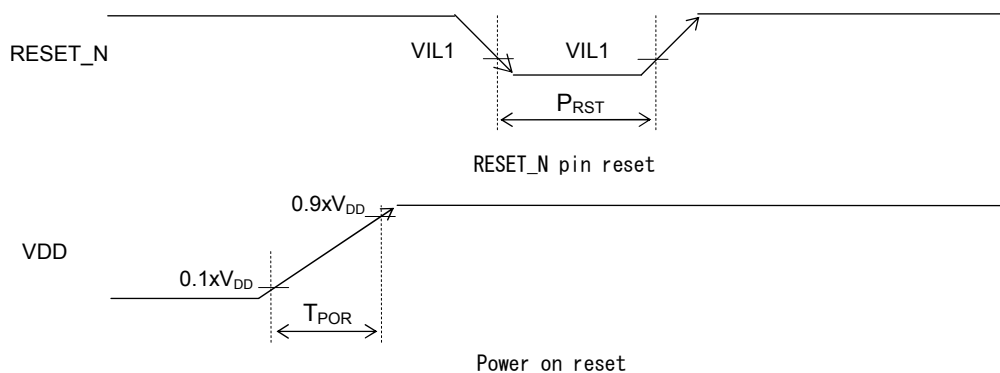 RESET_N
VIL1 VIL1
PRST
RESET_N pin reset
0.9xVDD
VDD
0.1xVDD
TPOR
Power on reset